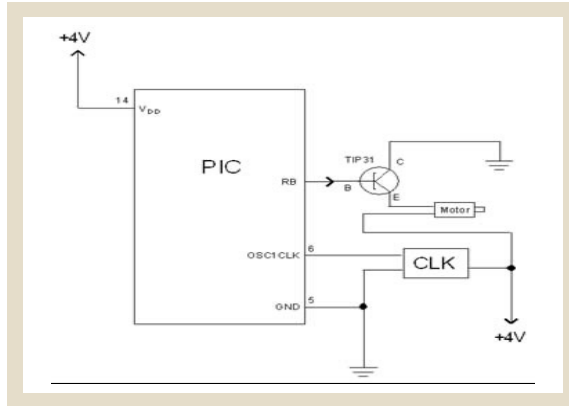 +4V
14
VDD
PIC
TIP31
C
RB
B
E
Motor
OSC1CLK
6
CLK
GND
5
+4V